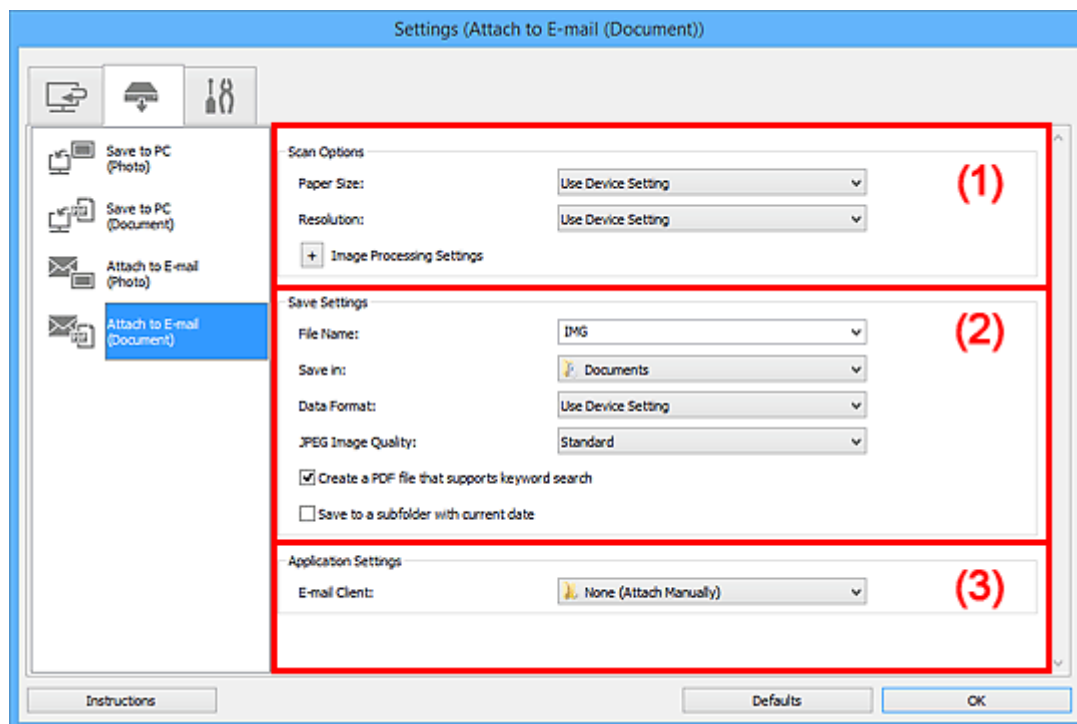 Settings (Attach to E-mail (Document))
Save to PC
(Photo)
Save to PC
(Document)
Attach to E-mail
(Photo)
Attach to E-mail
(Document)
Scan Options
(1)
Paper Size: Use Device Setting
Resolution: Use Device Setting
+ Image Processing Settings
Save Settings
(2)
File Name: IMG
Save in: Documents
Data Format: Use Device Setting
JPEG Image Quality: Standard
Create a PDF file that supports keyword search
Save to a subfolder with current date
Application Settings
(3)
E-mail Client: None (Attach Manually)
Instructions Defaults OK